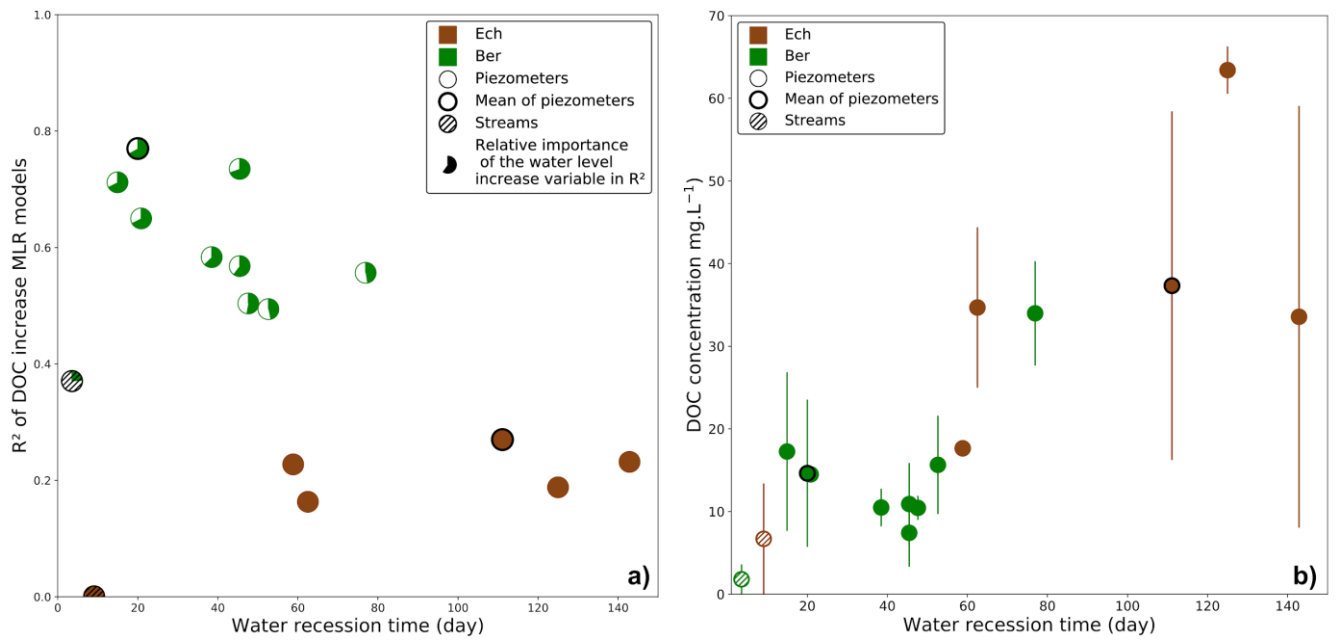 1.0
0.8
0.6
0.4
0.2
0.0
R² of DOC increase MLR models
0
20
40
60
80
100
120
140
Water recession time (day)
Ech
Ber
Piezometers
Mean of piezometers
Streams
Relative importance
of the water level
increase variable in R²
a)
70
60
50
40
30
20
10
0
DOC concentration mg.L⁻¹
20
40
60
80
100
120
140
Water recession time (day)
Ech
Ber
Piezometers
Mean of piezometers
Streams
b)